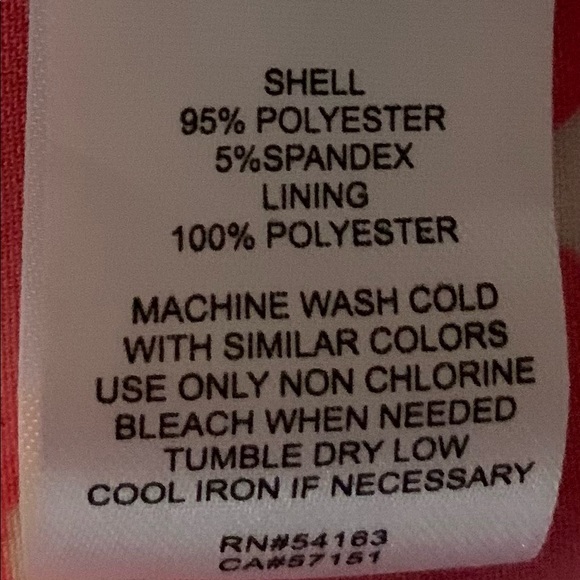 SHELL
95% POLYESTER
5%SPANDEX
LINING
100% POLYESTER
MACHINE WASH COLD
WITH SIMILAR COLORS
USE ONLY NON CHLORINE
BLEACH WHEN NEEDED
TUMBLE DRY LOW
COOL IRON IF NECESSARY
RN#54163
CA#57151